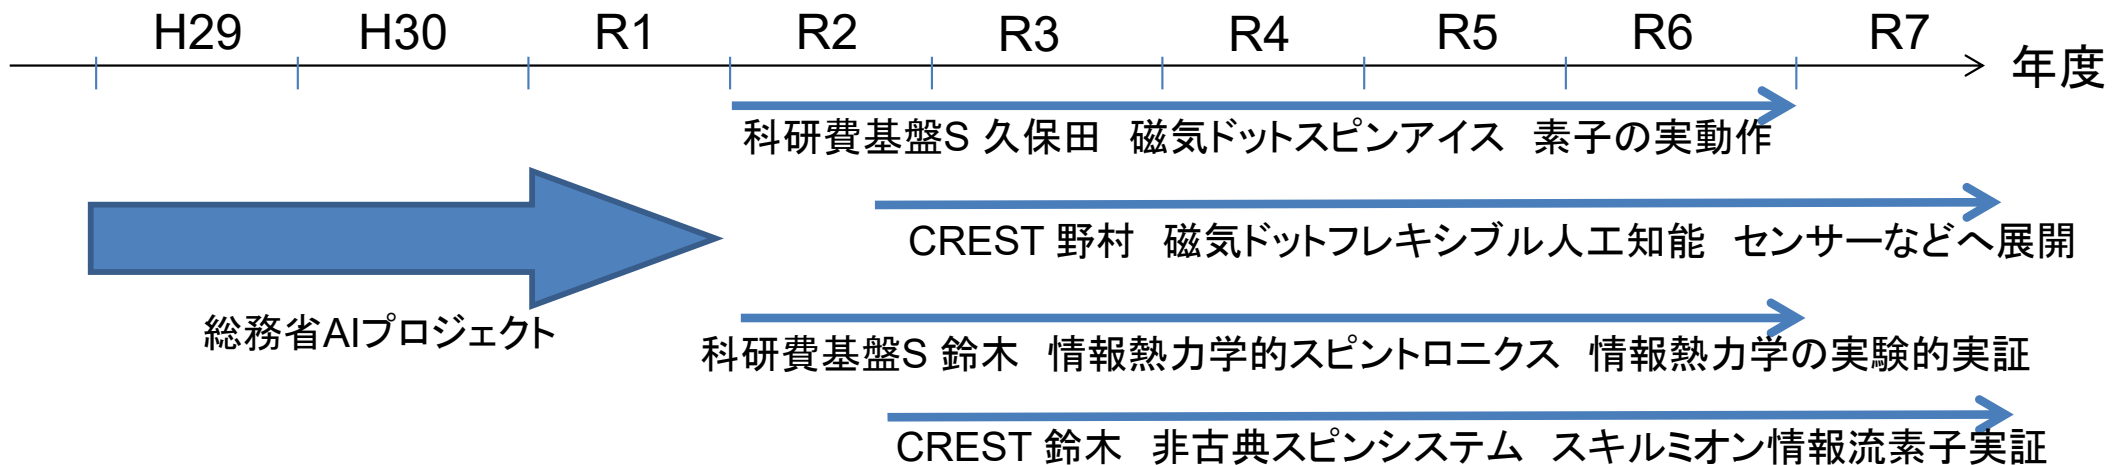 H29 H30 R1 R2 R3 R4 R5 R6 R7 年度
科研費基盤S 久保田　磁気ドットスピンアイス　素子の実動作
CREST 野村　磁気ドットフレキシブル人工知能　センサーなどへ展開
総務省AIプロジェクト
科研費基盤S 鈴木　情報熱力学的スピントロニクス　情報熱力学の実験的実証
CREST 鈴木　非古典スピンシステム　スキルミオン情報流素子実証